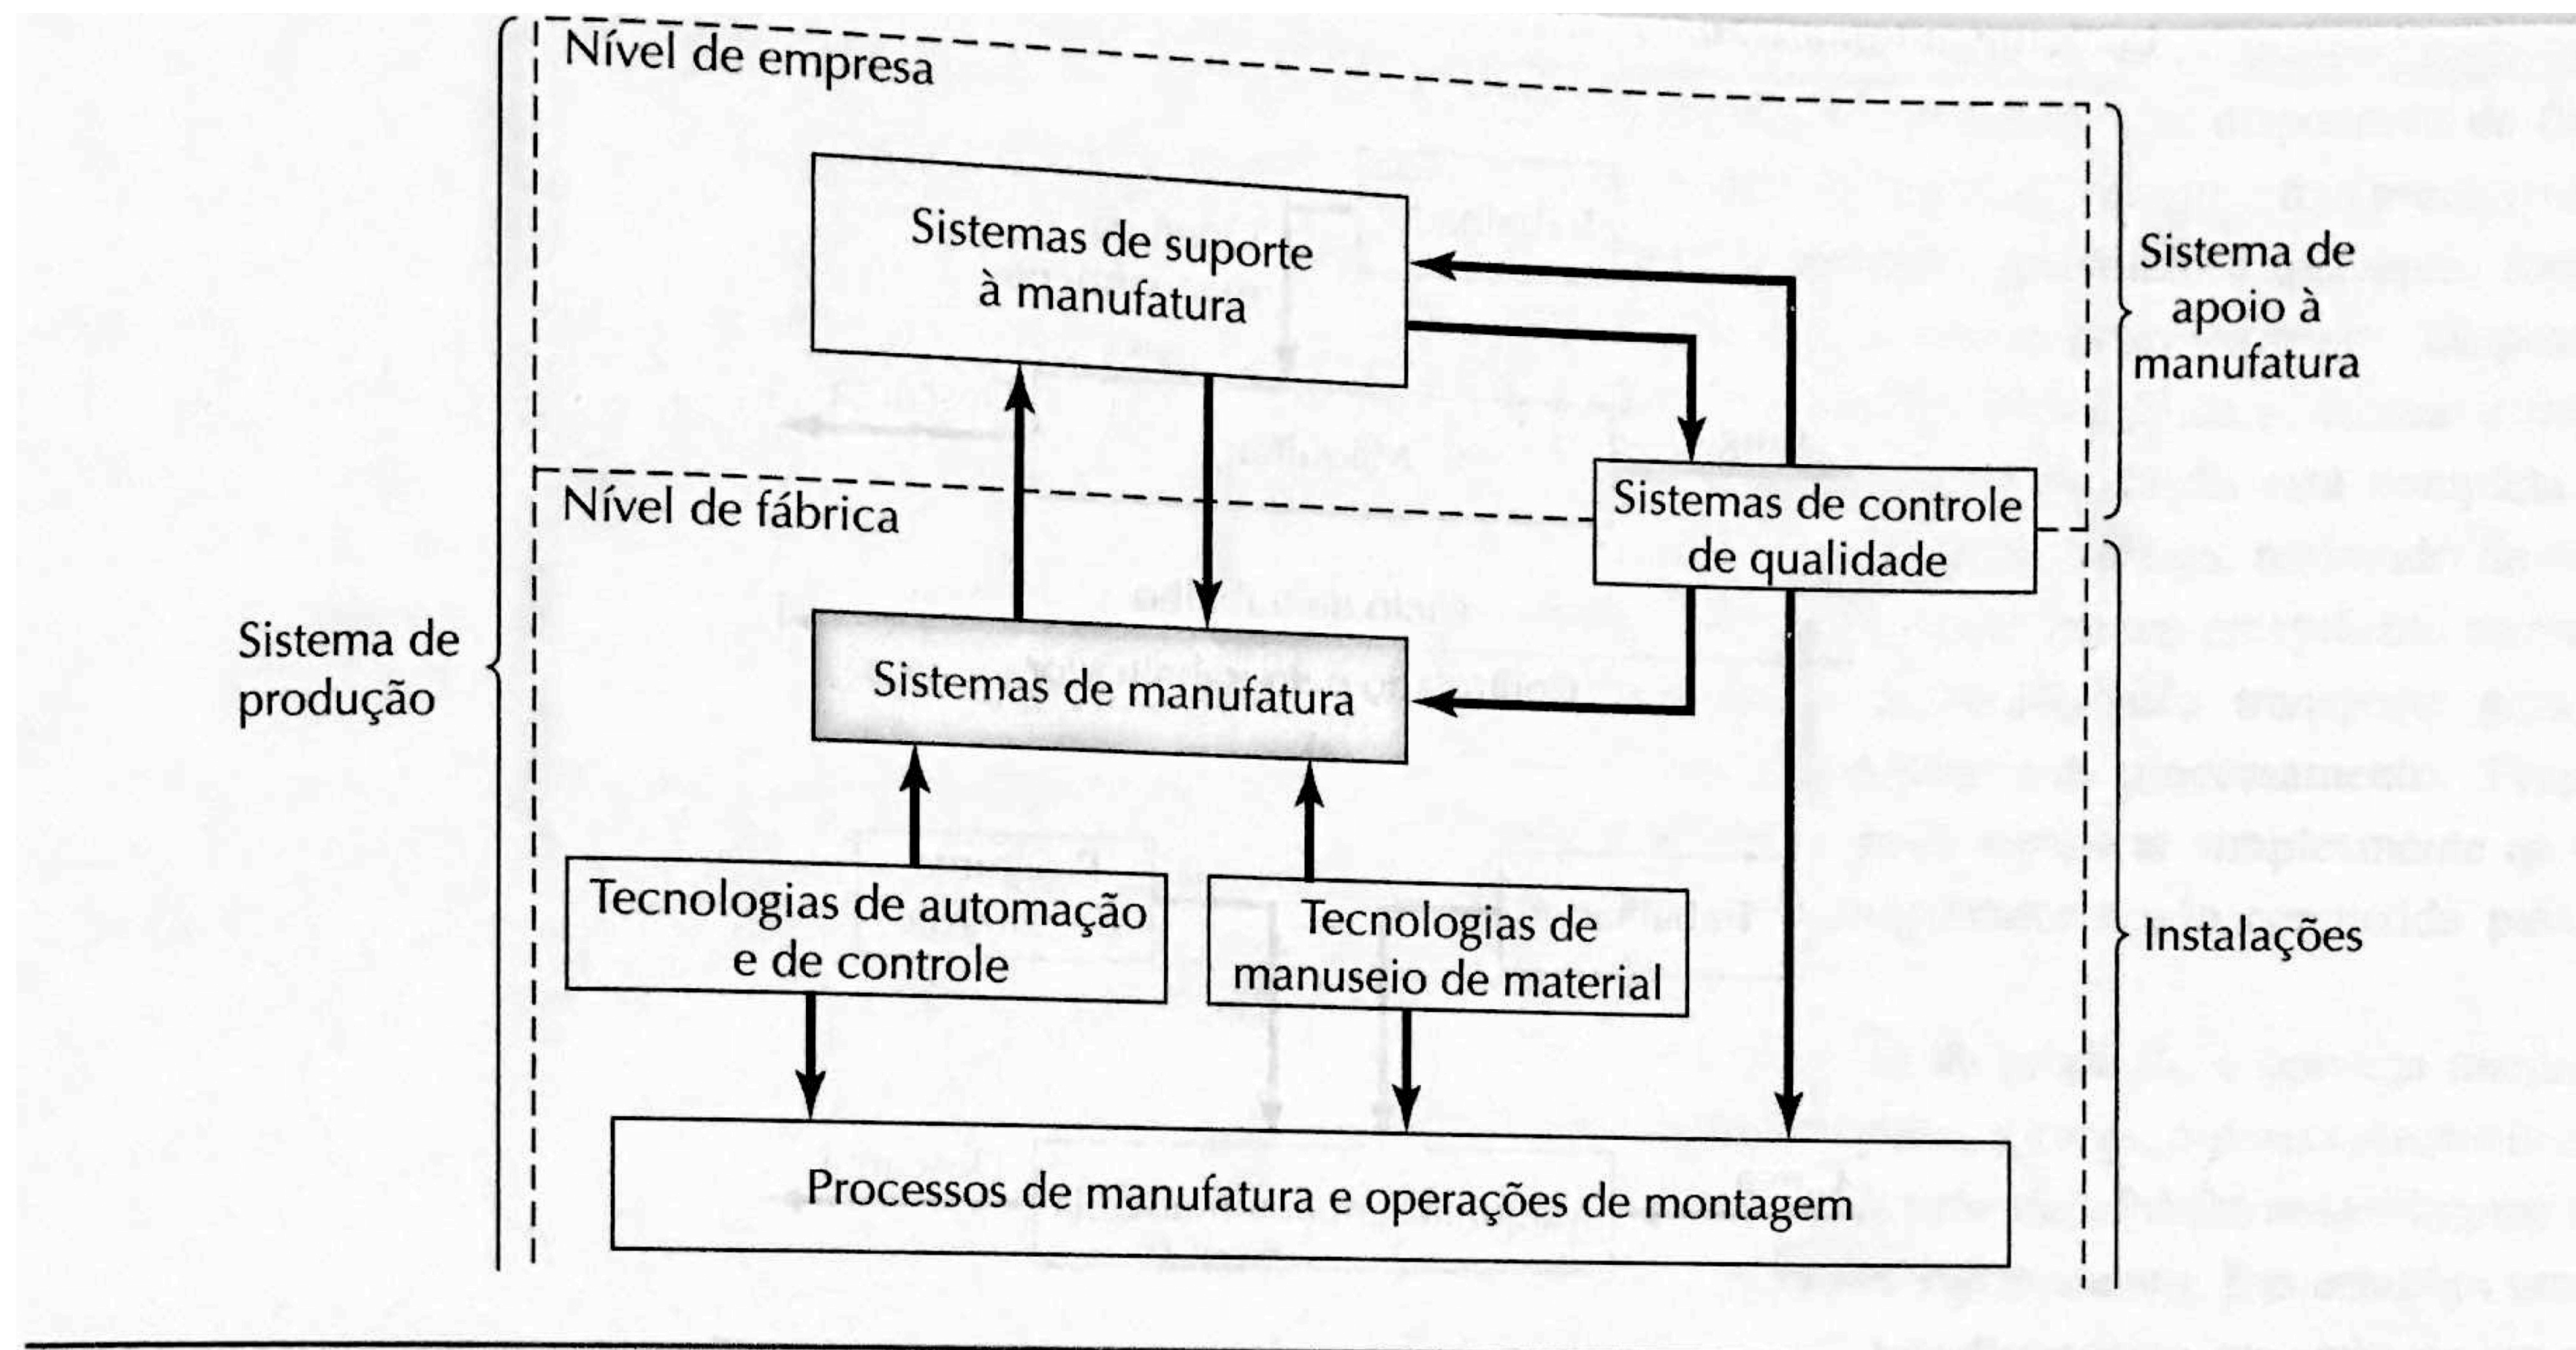 Nível de empresa
Sistemas de suporte
à manufatura
Sistema de
apoio à
manufatura
Nível de fábrica
Sistemas de controle
de qualidade
Sistema de
produção
Sistemas de manufatura
Tecnologias de automação
e de controle
Tecnologias de
manuseio de material
Instalações
Processos de manufatura e operações de montagem